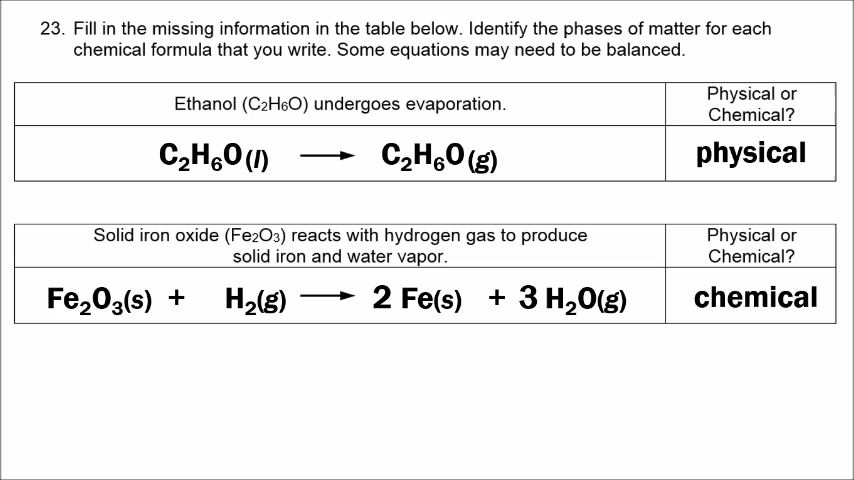 23. Fill in the missing information in the table below. Identify the phases of matter for each
chemical formula that you write. Some equations may need to be balanced.
Ethanol (C₂H₆O) undergoes evaporation.
Physical or
Chemical?
C₂H₆O(l) → C₂H₆O(g)
physical
Solid iron oxide (Fe₂O₃) reacts with hydrogen gas to produce
solid iron and water vapor.
Physical or
Chemical?
Fe₂O₃(s) + H₂(g) → 2 Fe(s) + 3 H₂O(g)
chemical